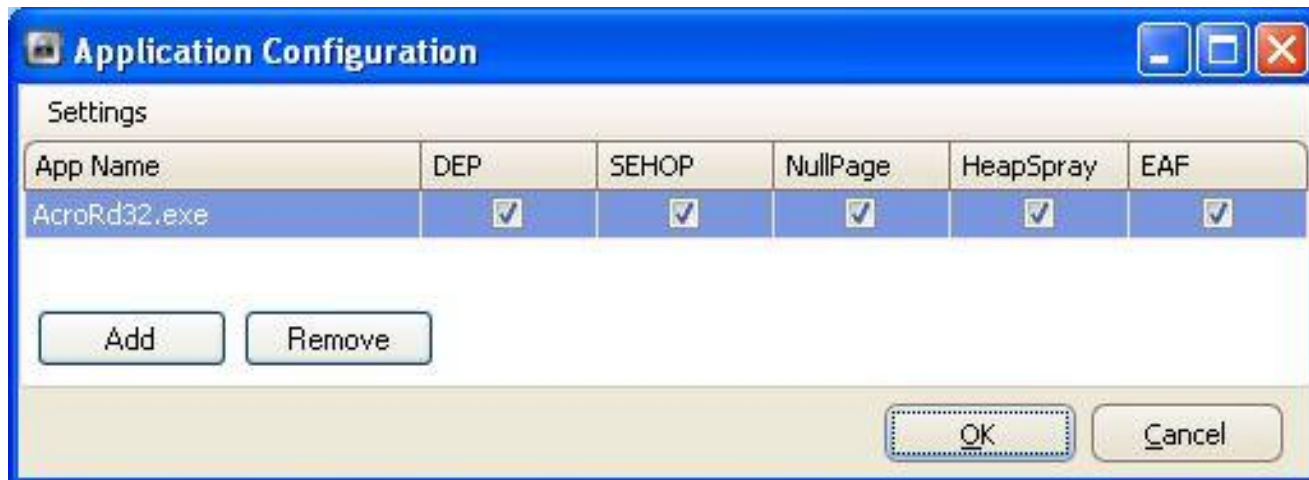 Application Configuration
Settings
App Name DEP SEHOP NullPage HeapSpray EAF
AcroRd32.exe
Add Remove
OK Cancel